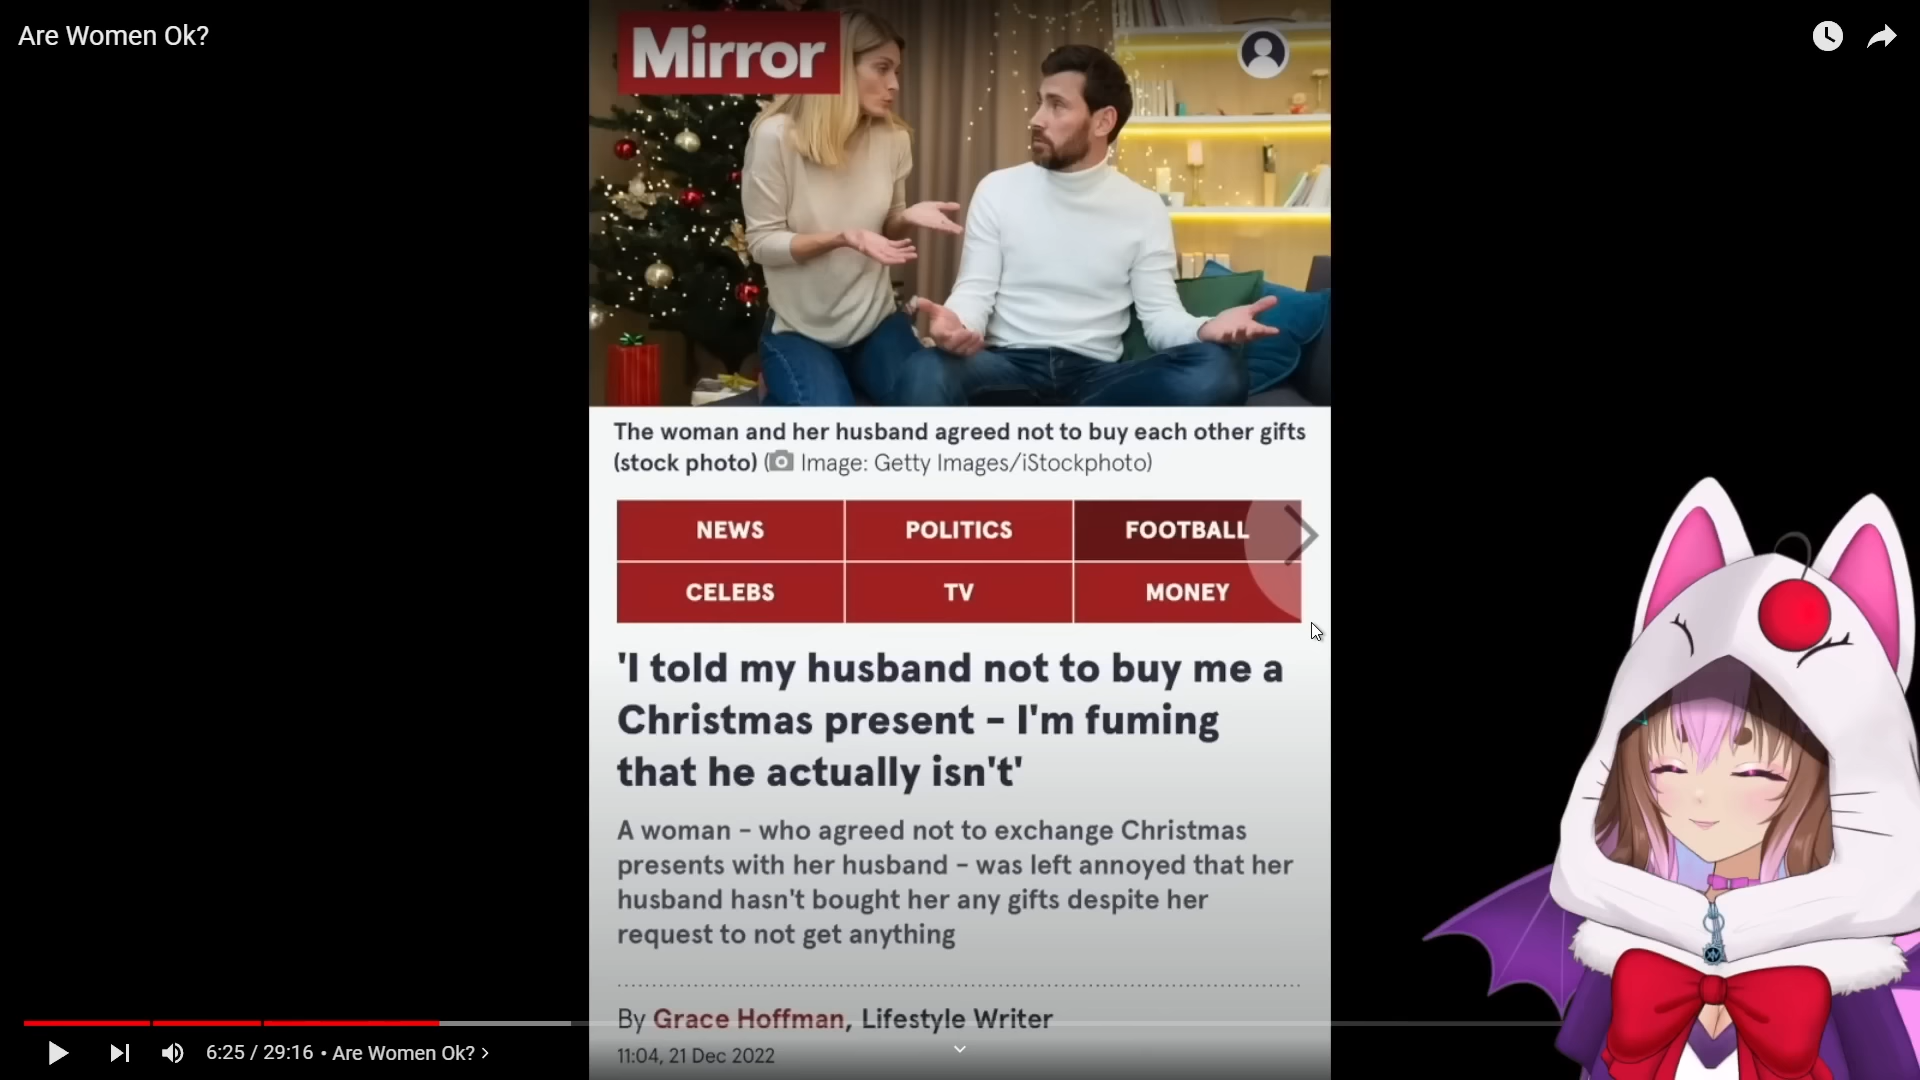 Are Women Ok?
Mirror
The woman and her husband agreed not to buy each other gifts
(stock photo) (Image: Getty Images/iStockphoto)
NEWS POLITICS FOOTBALL
CELEBS TV MONEY
'I told my husband not to buy me a
Christmas present – I'm fuming
that he actually isn't'
A woman – who agreed not to exchange Christmas
presents with her husband – was left annoyed that her
husband hasn't bought her any gifts despite her
request to not get anything
By Grace Hoffman, Lifestyle Writer
11:04, 21 Dec 2022
6:25 / 29:16 • Are Women Ok?